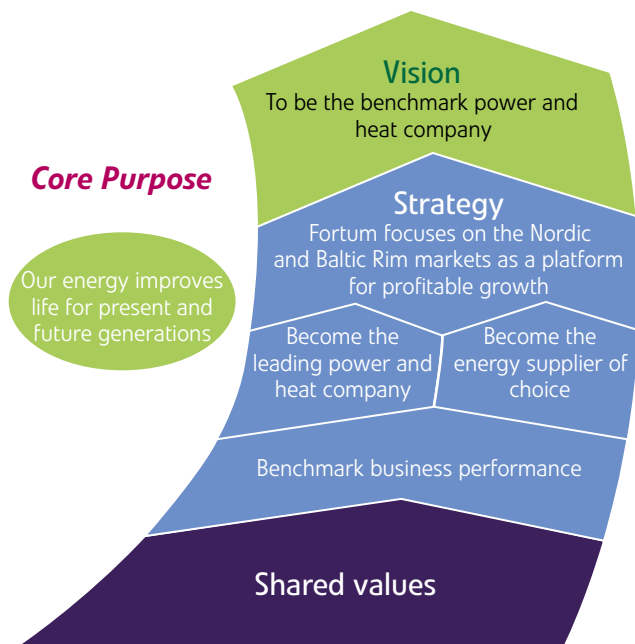 Vision
To be the benchmark power and
heat company
Core Purpose
Our energy improves
life for present and
future generations
Strategy
Fortum focuses on the Nordic
and Baltic Rim markets as a platform
for profitable growth
Become the
leading power and
heat company
Become the
energy supplier of
choice
Benchmark business performance
Shared values